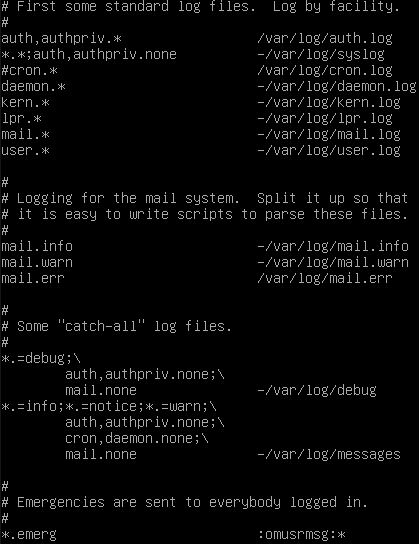 # First some standard log files.  Log by facility.
#
auth,authpriv.*                 /var/log/auth.log
*.*;auth,authpriv.none          -/var/log/syslog
#cron.*                         /var/log/cron.log
daemon.*                        -/var/log/daemon.log
kern.*                          -/var/log/kern.log
lpr.*                           -/var/log/lpr.log
mail.*                          -/var/log/mail.log
user.*                          -/var/log/user.log
#
# Logging for the mail system.  Split it up so that
# it is easy to write scripts to parse these files.
#
mail.info                       -/var/log/mail.info
mail.warn                       -/var/log/mail.warn
mail.err                        /var/log/mail.err
#
# Some "catch-all" log files.
#
*.=debug;\
        auth,authpriv.none;\
        mail.none               -/var/log/debug
*.=info;*.=notice;*.=warn;\
        auth,authpriv.none;\
        cron,daemon.none;\
        mail.none               -/var/log/messages
#
# Emergencies are sent to everybody logged in.
#
*.emerg                         :omusrmsg:*